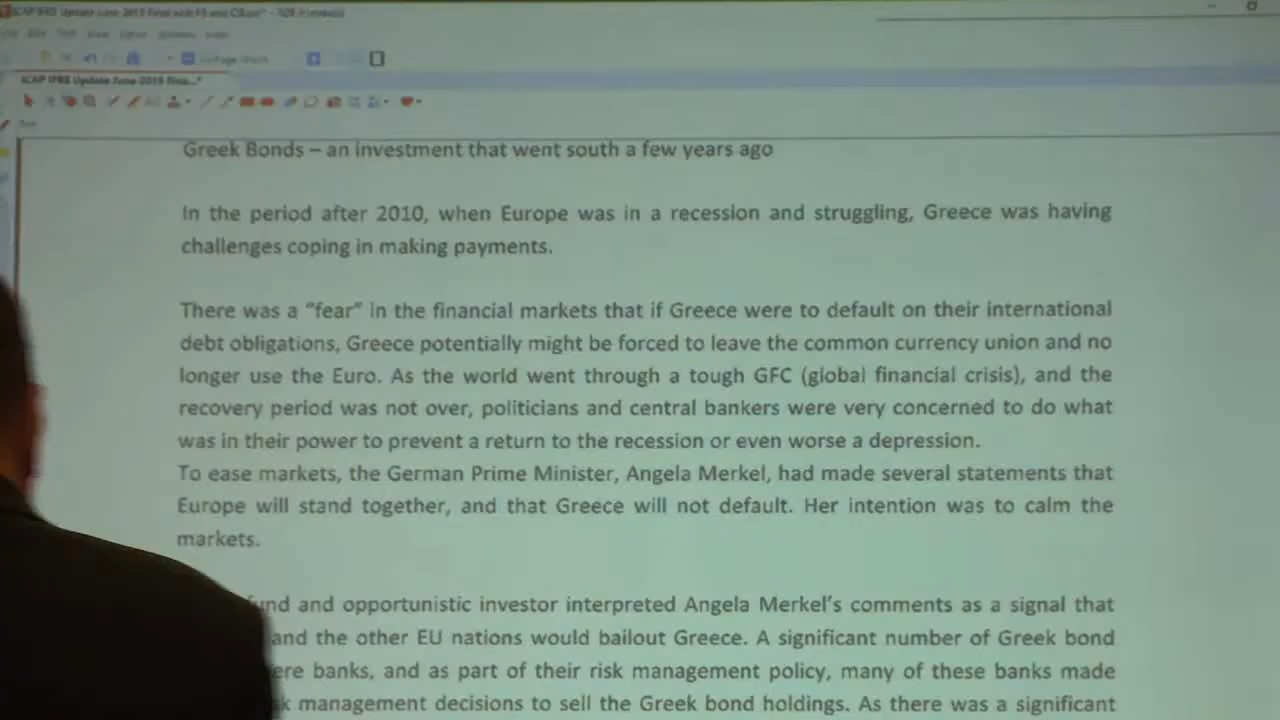 ICAP IFRS Update June 2015 Final
Greek Bonds – an investment that went south a few years ago
In the period after 2010, when Europe was in a recession and struggling, Greece was having
challenges coping in making payments.
There was a “fear” in the financial markets that if Greece were to default on their international
debt obligations, Greece potentially might be forced to leave the common currency union and no
longer use the Euro. As the world went through a tough GFC (global financial crisis), and the
recovery period was not over, politicians and central bankers were very concerned to do what
was in their power to prevent a return to the recession or even worse a depression.
To ease markets, the German Prime Minister, Angela Merkel, had made several statements that
Europe will stand together, and that Greece will not default. Her intention was to calm the
markets.
and opportunistic investor interpreted Angela Merkel’s comments as a signal that
and the other EU nations would bailout Greece. A significant number of Greek bond
banks, and as part of their risk management policy, many of these banks made
management decisions to sell the Greek bond holdings. As there was a significant